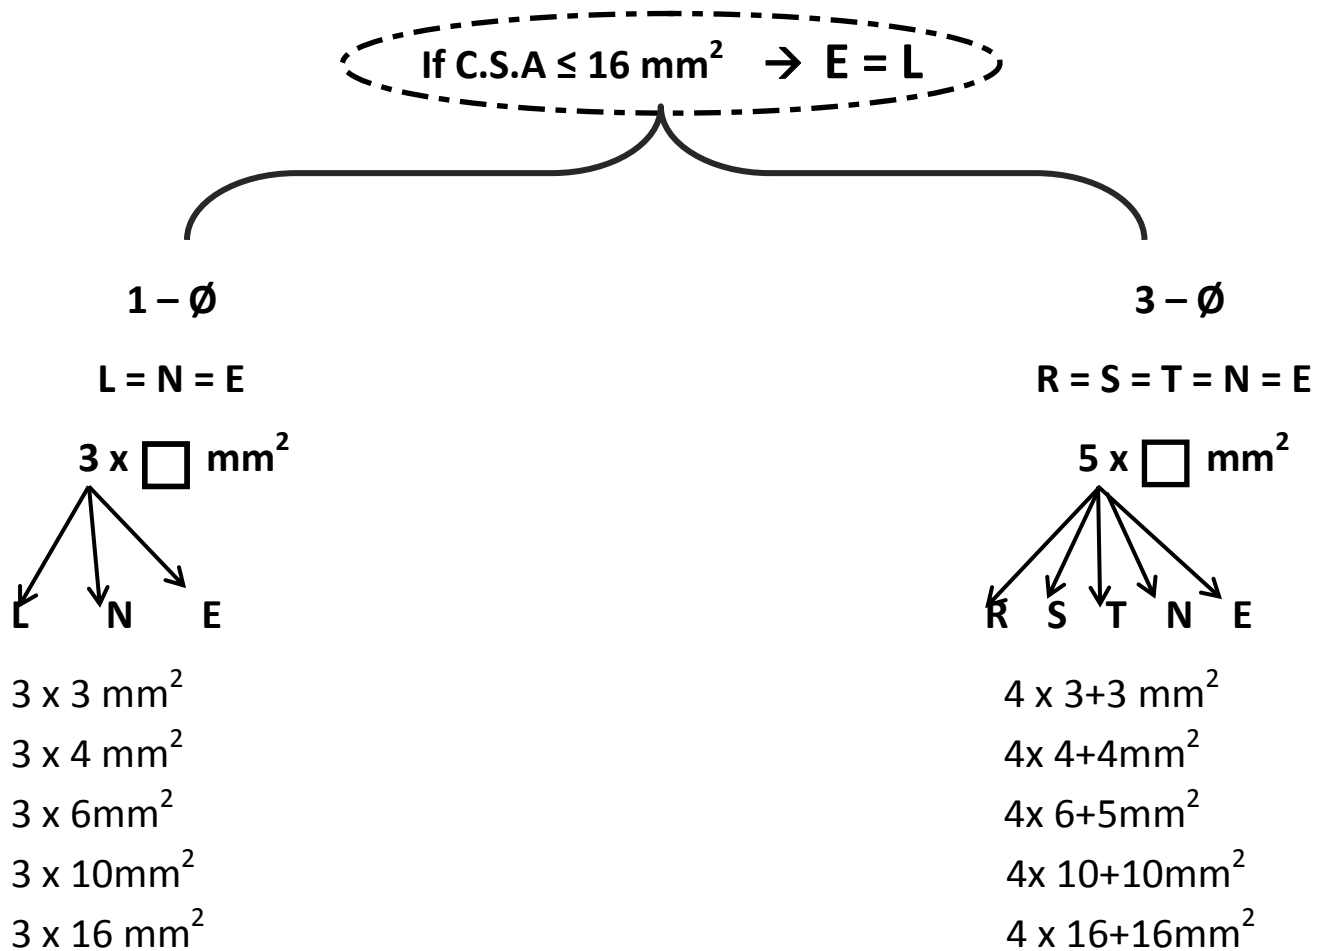 If C.S.A ≤ 16 mm² → E = L
1 – Ø
L = N = E
3 x □ mm²
L N E
3 x 3 mm²
3 x 4 mm²
3 x 6mm²
3 x 10mm²
3 x 16 mm²
3 – Ø
R = S = T = N = E
5 x □ mm²
R S T N E
4 x 3+3 mm²
4x 4+4mm²
4x 6+5mm²
4x 10+10mm²
4 x 16+16mm²